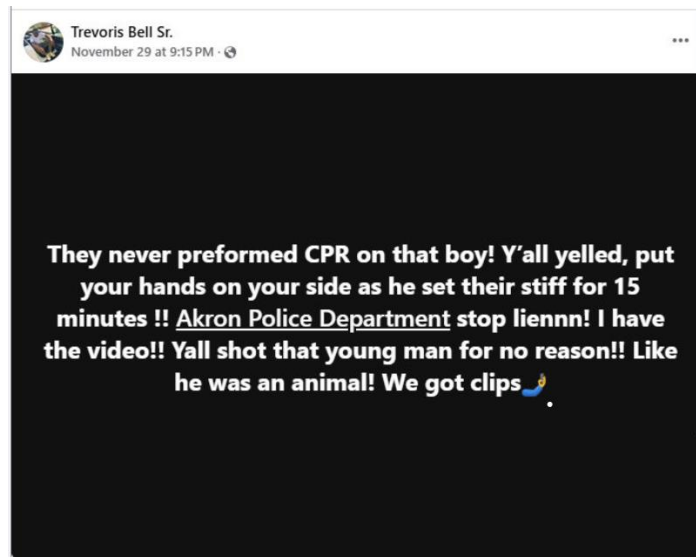 Trevoris Bell Sr.
November 29 at 9:15 PM ·
They never preformed CPR on that boy! Y'all yelled, put
your hands on your side as he set their stiff for 15
minutes !! Akron Police Department stop liennn! I have
the video!! Yall shot that young man for no reason!! Like
he was an animal! We got clips🤳.